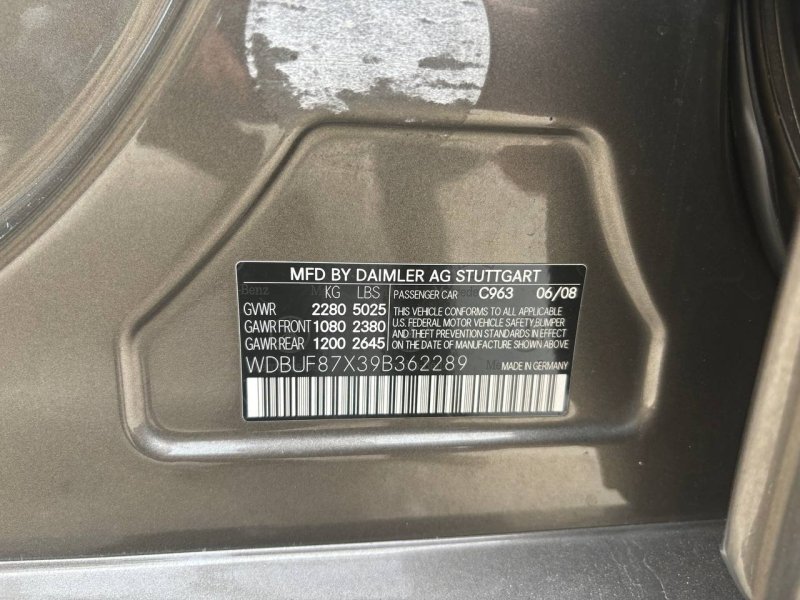 MFD BY DAIMLER AG STUTTGART
KG LBS PASSENGER CAR C963 06/08
GVWR 2280 5025 THIS VEHICLE CONFORMS TO ALL APPLICABLE
U.S. FEDERAL MOTOR VEHICLE SAFETY, BUMPER
GAWR FRONT 1080 2380 AND THEFT PREVENTION STANDARDS IN EFFECT
GAWR REAR 1200 2645 ON THE DATE OF MANUFACTURE SHOWN ABOVE
WDBUF87X39B362289 MADE IN GERMANY